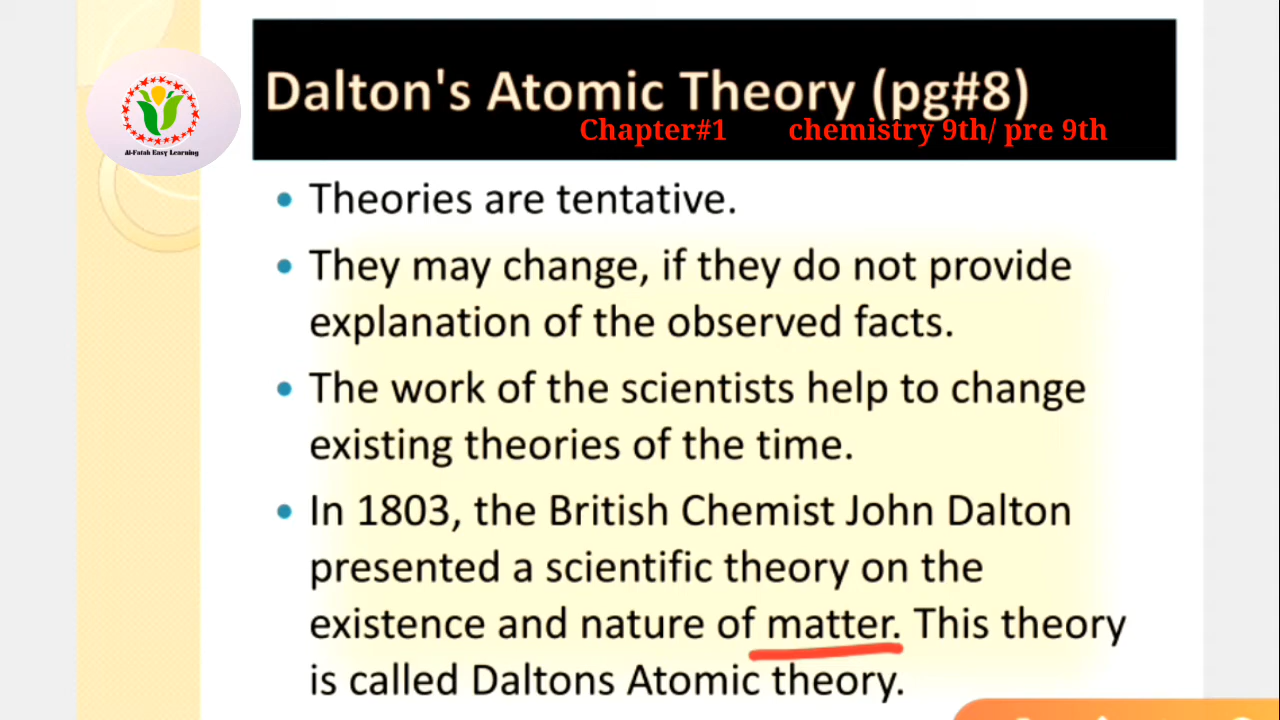 Dalton's Atomic Theory (pg#8)
Chapter#1 chemistry 9th/ pre 9th
Al-Fatah Easy Learning
• Theories are tentative.
• They may change, if they do not provide
explanation of the observed facts.
• The work of the scientists help to change
existing theories of the time.
• In 1803, the British Chemist John Dalton
presented a scientific theory on the
existence and nature of matter. This theory
is called Daltons Atomic theory.